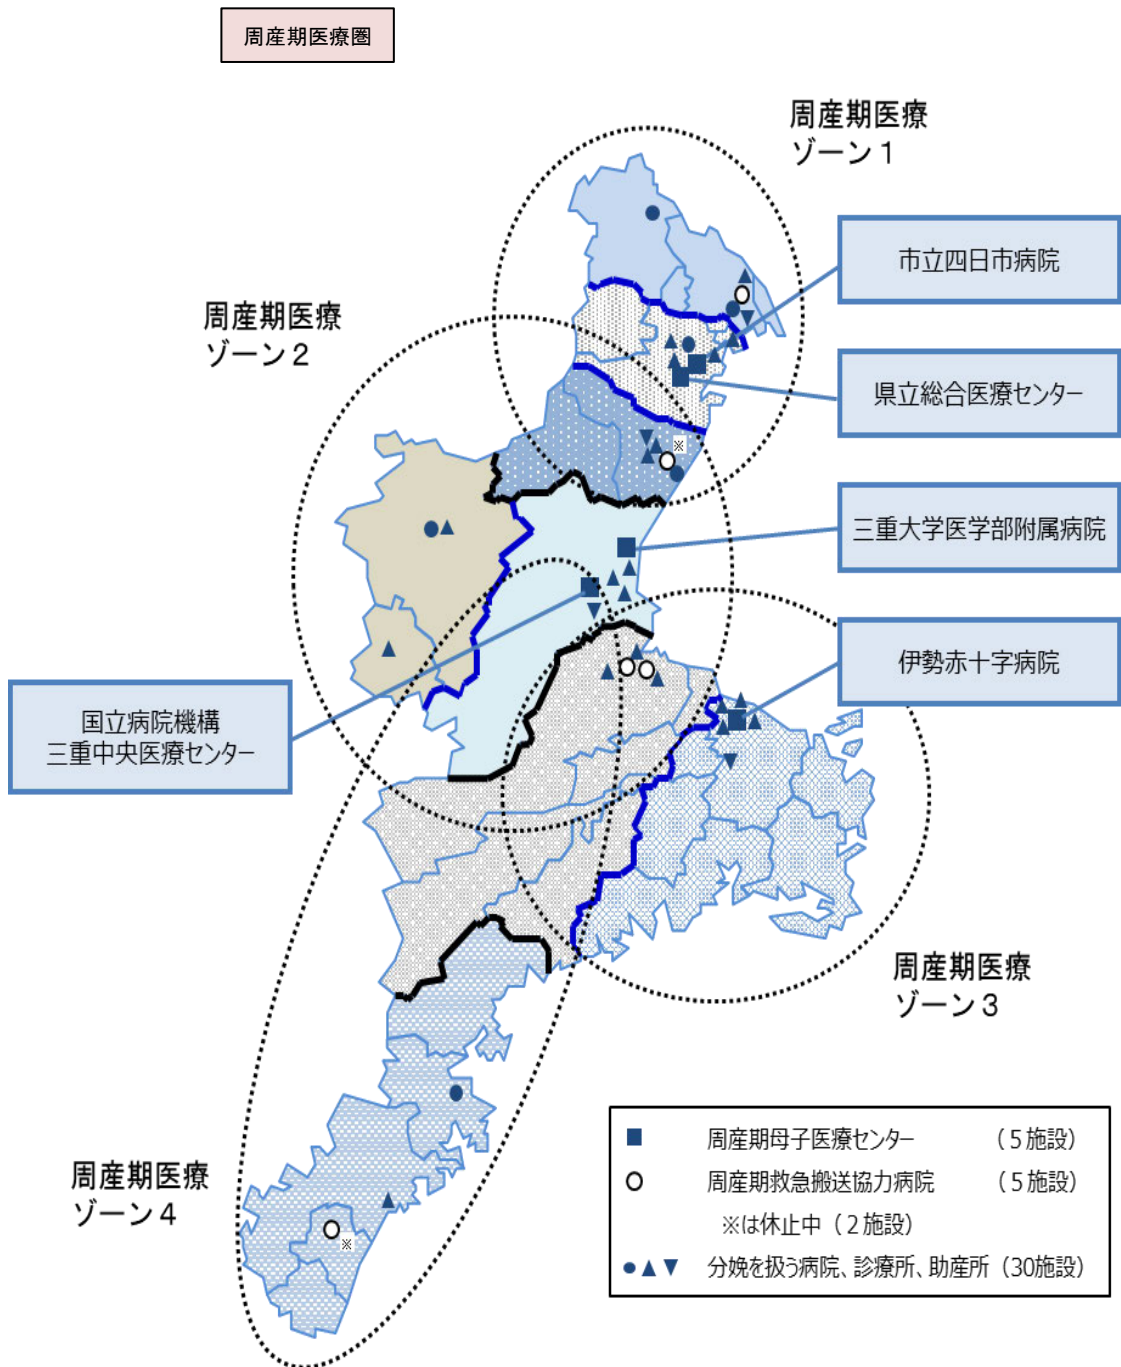 周産期医療圏
周産期医療
ゾーン１
市立四日市病院
周産期医療
ゾーン２
県立総合医療センター
※
三重大学医学部附属病院
伊勢赤十字病院
国立病院機構
三重中央医療センター
周産期医療
ゾーン３
周産期医療
ゾーン４
※
■ 周産期母子医療センター （５施設）
○ 周産期救急搬送協力病院 （５施設）
※は休止中（２施設）
●▲▼ 分娩を扱う病院、診療所、助産所（30施設）